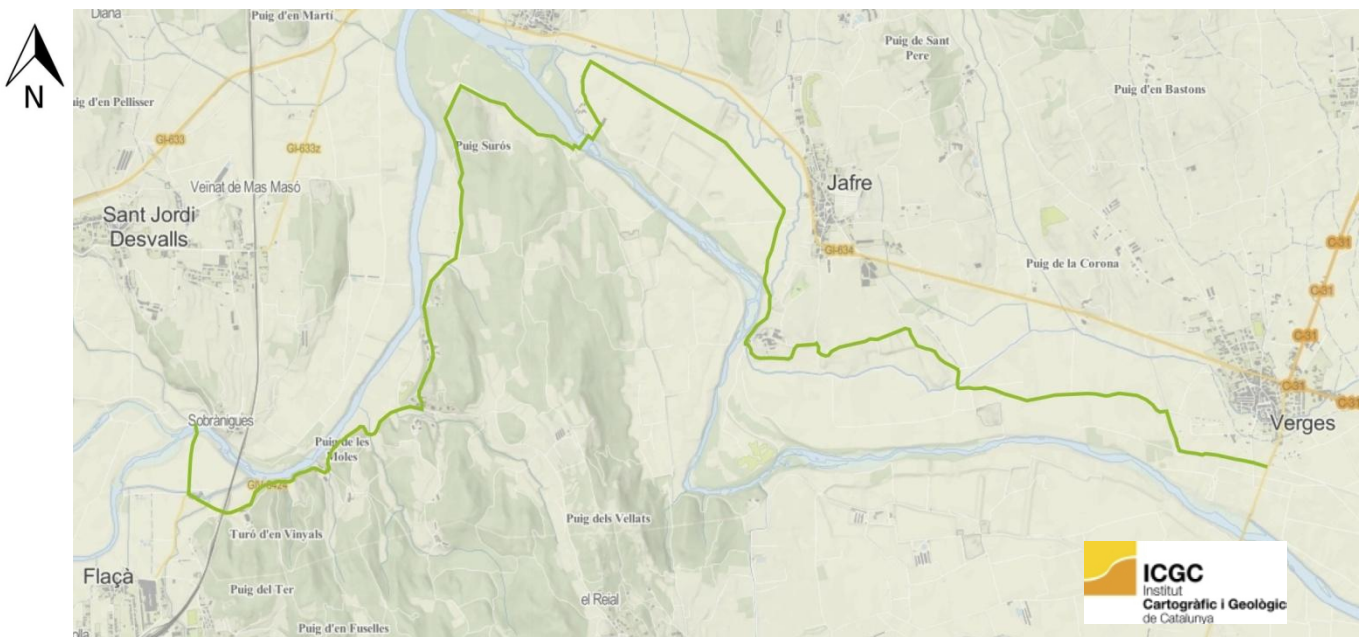 Diana
Puig d'en Martí
N
Puig de Sant
Pere
Puig d'en Bastons
GI-633
GI-633z
Puig Surós
Veïnat de Mas Masó
Jafre
Sant Jordi
Desvalls
C-31
GI-634
Puig de la Corona
C-31
C-31
C-31
C-31
Sobrànigues
Verges
Puig de les
Moles
Puig dels Vellats
Turó d'en Vinyals
Flaçà
Puig del Ter
el Reial
Puig d'en Fuselles
ICGC
Institut
Cartogràfic i Geològic
de Catalunya